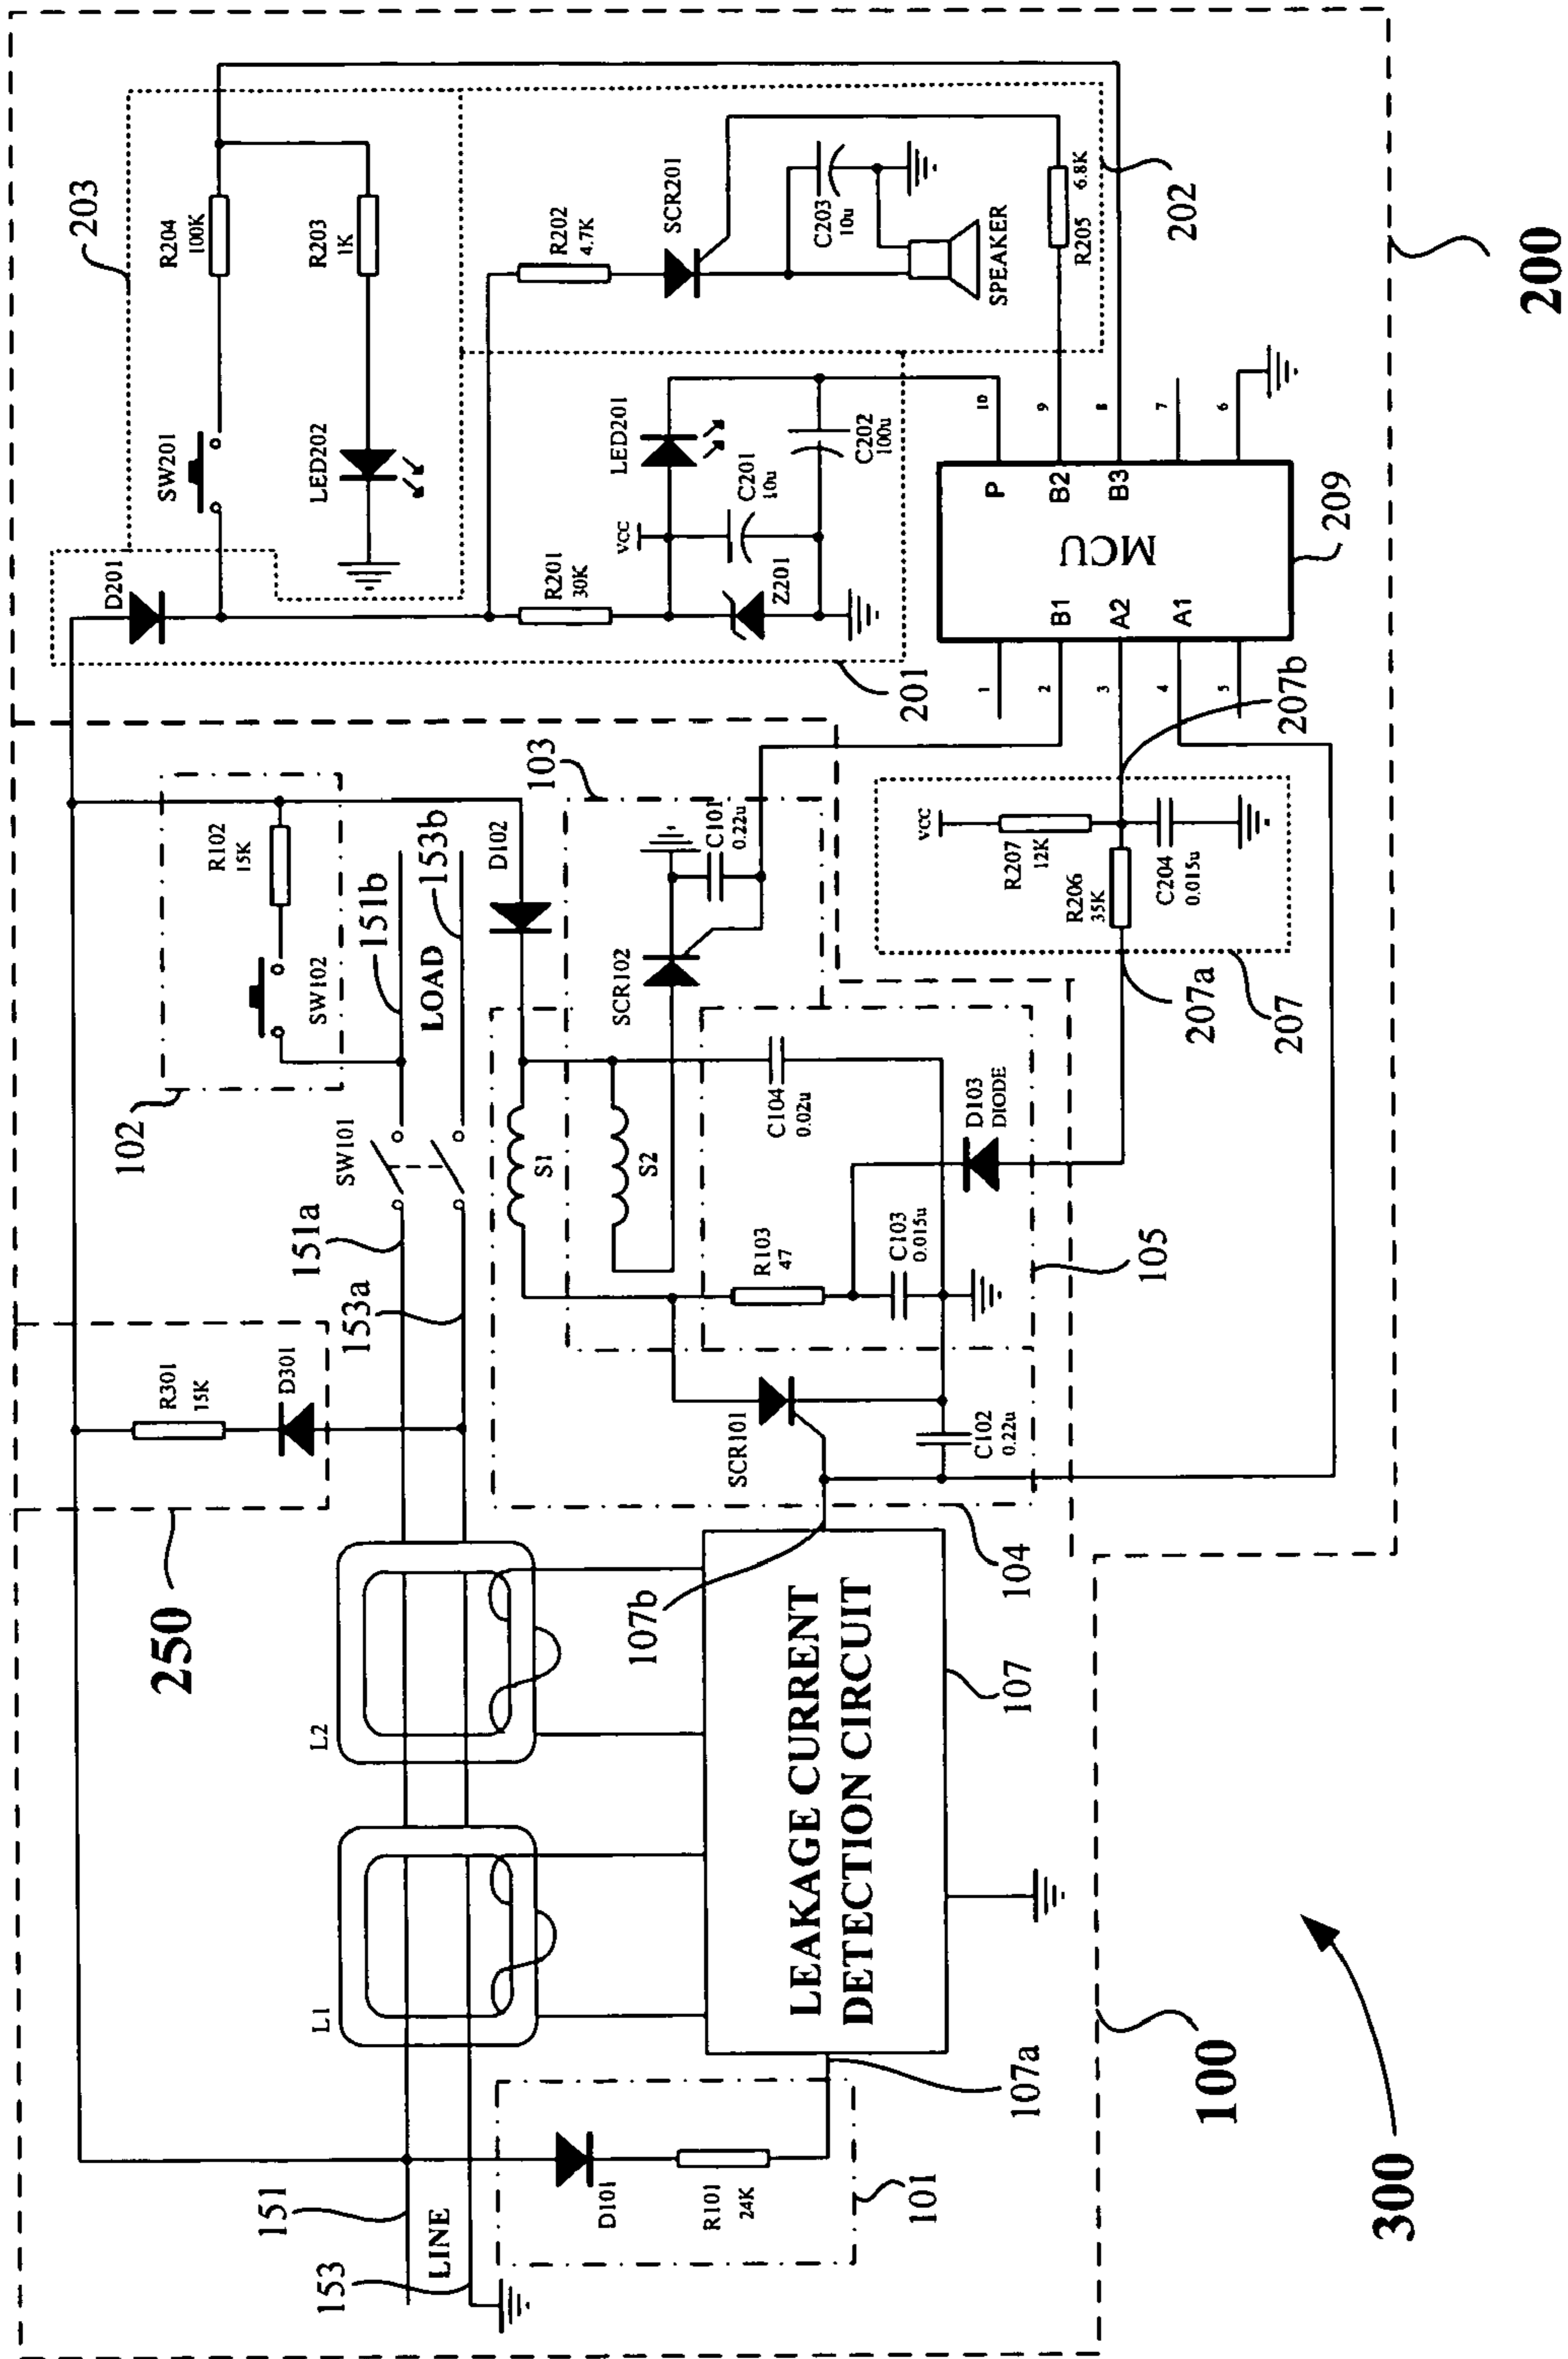 203
R204
100K
R203
1K
SW201
LED202
D201
R202
4.7K
SCR201
C203
10u
SPEAKER
R205
6.8K
202
200
LED201
VCC
C201
10u
C202
100u
R201
30K
Z201
201
10
9
8
7
6
P
B2
B3
MCU
B1
A2
A1
209
1
2
3
4
5
207b
VCC
R207
12K
R206
35K
C204
0.015u
207a
207
R102
15K
SW102
102
151b
153b
LOAD
D102
103
C101
0.22u
SCR102
SW101
151a
153a
S1
S2
C104
0.02u
D103
DIODE
R103
47
C103
0.015u
105
R301
15K
D301
250
SCR101
C102
0.22u
104
107b
L2
L1
LEAKAGE CURRENT
DETECTION CIRCUIT
107
107a
151
LINE
153
D101
R101
24K
101
100
300